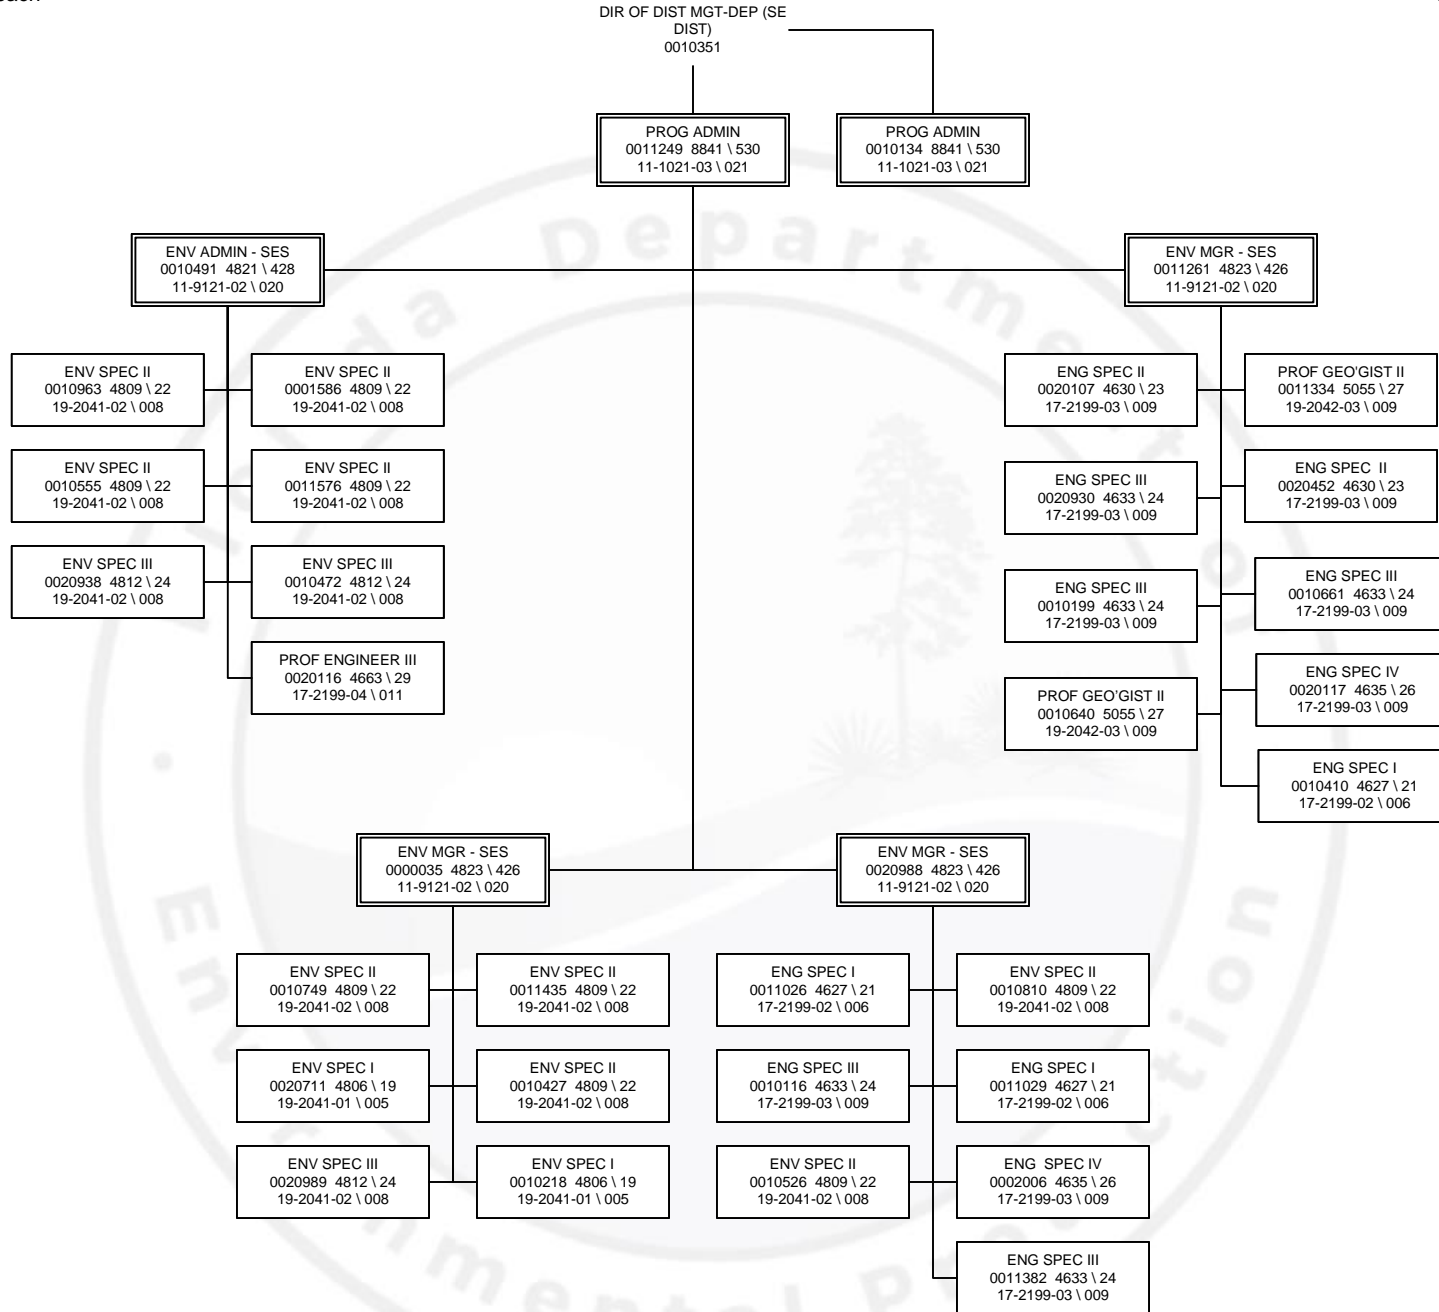 DIR OF DIST MGT-DEP (SE
DIST)
0010351
PROG ADMIN
0011249 8841 \ 530
11-1021-03 \ 021
PROG ADMIN
0010134 8841 \ 530
11-1021-03 \ 021
ENV ADMIN - SES
0010491 4821 \ 428
11-9121-02 \ 020
ENV MGR - SES
0011261 4823 \ 426
11-9121-02 \ 020
ENV SPEC II
0010963 4809 \ 22
19-2041-02 \ 008
ENV SPEC II
0001586 4809 \ 22
19-2041-02 \ 008
ENV SPEC II
0010555 4809 \ 22
19-2041-02 \ 008
ENV SPEC II
0011576 4809 \ 22
19-2041-02 \ 008
ENV SPEC III
0020938 4812 \ 24
19-2041-02 \ 008
ENV SPEC III
0010472 4812 \ 24
19-2041-02 \ 008
PROF ENGINEER III
0020116 4663 \ 29
17-2199-04 \ 011
ENG SPEC II
0020107 4630 \ 23
17-2199-03 \ 009
PROF GEO'GIST II
0011334 5055 \ 27
19-2042-03 \ 009
ENG SPEC III
0020930 4633 \ 24
17-2199-03 \ 009
ENG SPEC II
0020452 4630 \ 23
17-2199-03 \ 009
ENG SPEC III
0010199 4633 \ 24
17-2199-03 \ 009
ENG SPEC III
0010661 4633 \ 24
17-2199-03 \ 009
PROF GEO'GIST II
0010640 5055 \ 27
19-2042-03 \ 009
ENG SPEC IV
0020117 4635 \ 26
17-2199-03 \ 009
ENG SPEC I
0010410 4627 \ 21
17-2199-02 \ 006
ENV MGR - SES
0000035 4823 \ 426
11-9121-02 \ 020
ENV MGR - SES
0020988 4823 \ 426
11-9121-02 \ 020
ENV SPEC II
0010749 4809 \ 22
19-2041-02 \ 008
ENV SPEC II
0011435 4809 \ 22
19-2041-02 \ 008
ENV SPEC I
0020711 4806 \ 19
19-2041-01 \ 005
ENV SPEC II
0010427 4809 \ 22
19-2041-02 \ 008
ENV SPEC III
0020989 4812 \ 24
19-2041-02 \ 008
ENV SPEC I
0010218 4806 \ 19
19-2041-01 \ 005
ENG SPEC I
0011026 4627 \ 21
17-2199-02 \ 006
ENV SPEC II
0010810 4809 \ 22
19-2041-02 \ 008
ENG SPEC III
0010116 4633 \ 24
17-2199-03 \ 009
ENG SPEC I
0011029 4627 \ 21
17-2199-02 \ 006
ENV SPEC II
0010526 4809 \ 22
19-2041-02 \ 008
ENG SPEC IV
0002006 4635 \ 26
17-2199-03 \ 009
ENG SPEC III
0011382 4633 \ 24
17-2199-03 \ 009
Florida Department of
Environmental Protection